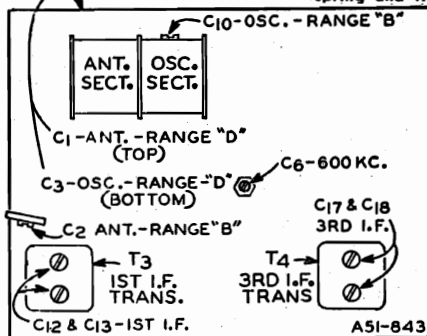 C10-OSC.-RANGE "B"
ANT.
SECT.
OSC.
SECT.
C1-ANT.-RANGE "D"
(TOP)
C3-OSC.-RANGE-"D"
(BOTTOM)
C6-600 KC.
C2 ANT.-RANGE"B"
C17 & C18
3RD I.F.
T3
1ST I.F.
TRANS.
T4
3RD I.F.
TRANS
C12 & C13-1ST I.F.
A51-843